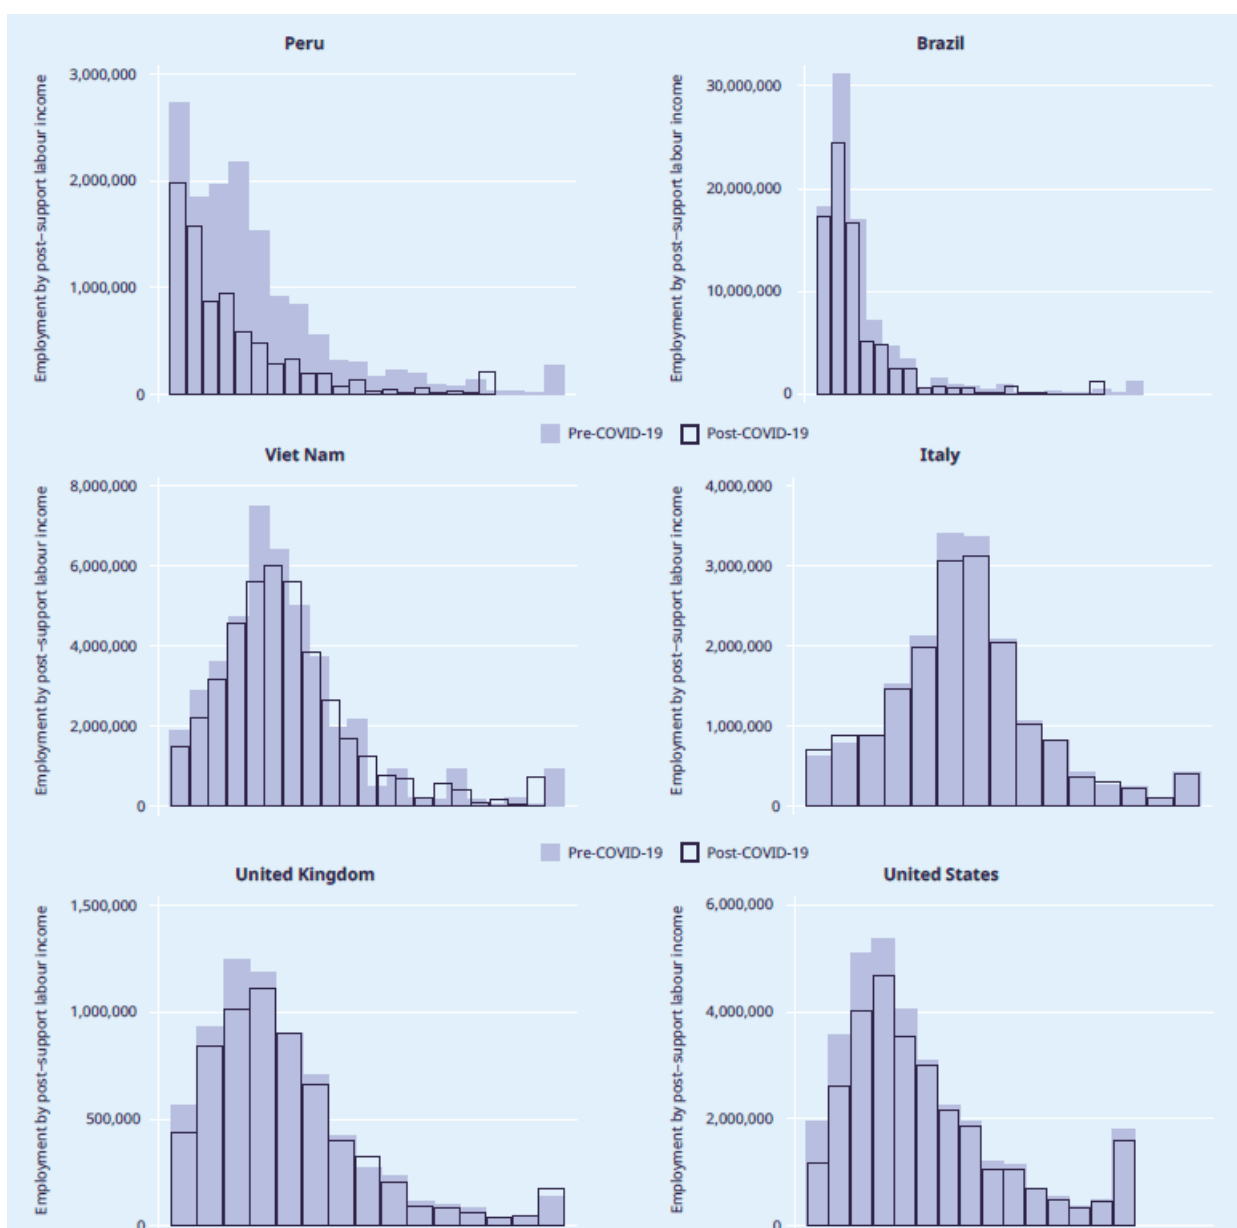 Peru
Employment by post-support labour income
3,000,000
2,000,000
1,000,000
0
Brazil
Employment by post-support labour income
30,000,000
20,000,000
10,000,000
0
Pre-COVID-19 Post-COVID-19
Viet Nam
Employment by post-support labour income
8,000,000
6,000,000
4,000,000
2,000,000
0
Italy
Employment by post-support labour income
4,000,000
3,000,000
2,000,000
1,000,000
0
Pre-COVID-19 Post-COVID-19
United Kingdom
Employment by post-support labour income
1,500,000
1,000,000
500,000
0
United States
Employment by post-support labour income
6,000,000
4,000,000
2,000,000
0